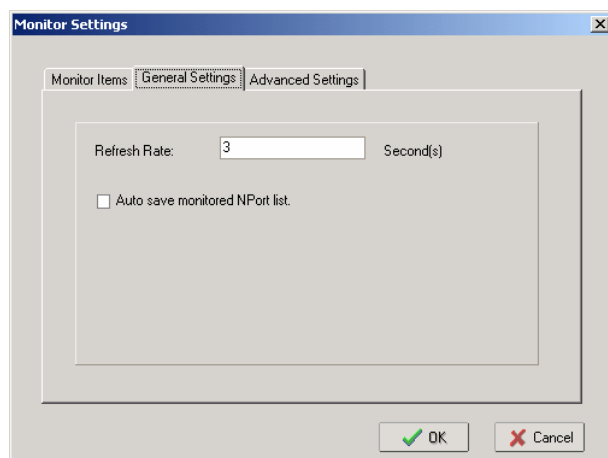 Monitor Settings
Monitor Items General Settings Advanced Settings
Refresh Rate: 3 Second(s)
Auto save monitored NPort list.
OK Cancel